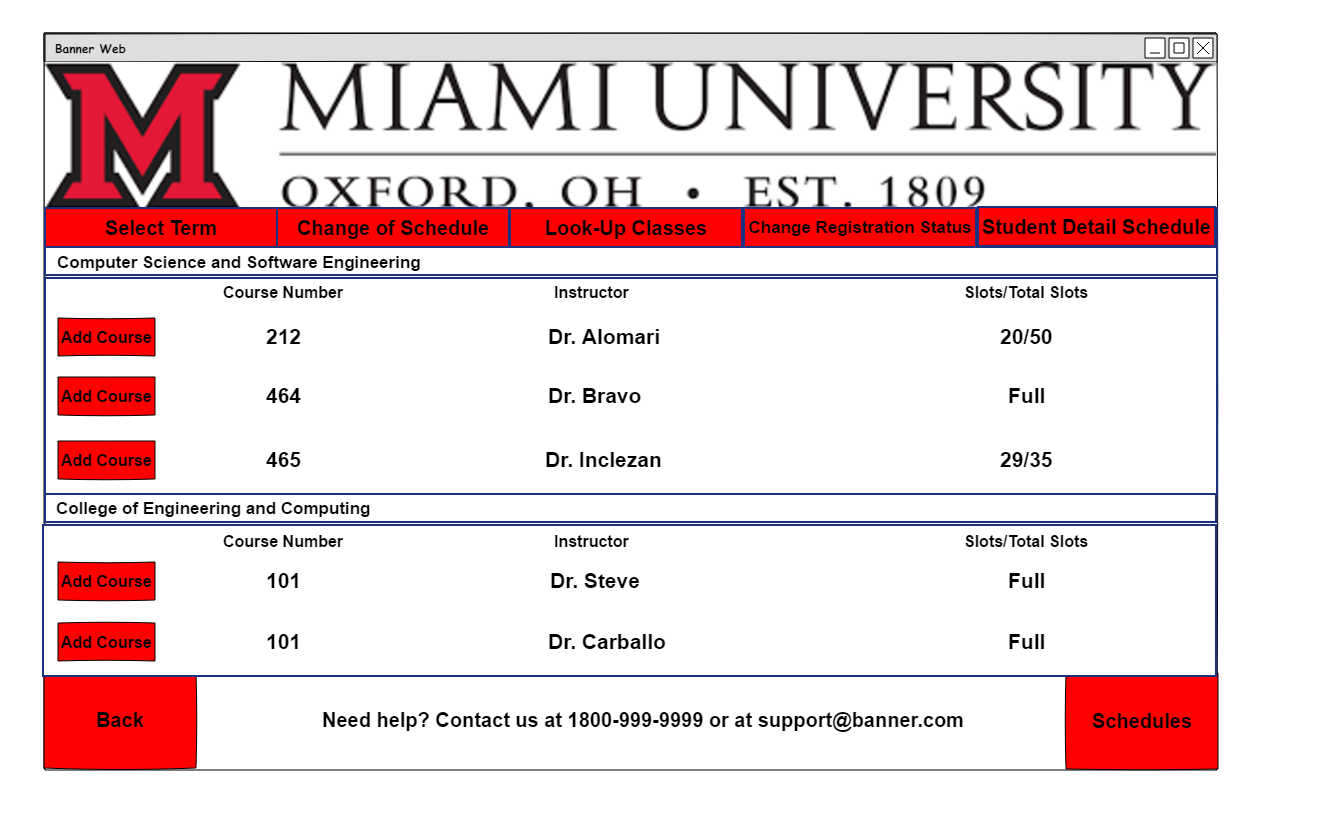 Banner Web
M
MIAMI UNIVERSITY
OXFORD, OH • EST. 1809
Select Term Change of Schedule Look-Up Classes Change Registration Status Student Detail Schedule
Computer Science and Software Engineering
Course Number Instructor Slots/Total Slots
Add Course 212 Dr. Alomari 20/50
Add Course 464 Dr. Bravo Full
Add Course 465 Dr. Inclezan 29/35
College of Engineering and Computing
Course Number Instructor Slots/Total Slots
Add Course 101 Dr. Steve Full
Add Course 101 Dr. Carballo Full
Back Need help? Contact us at 1800-999-9999 or at support@banner.com Schedules